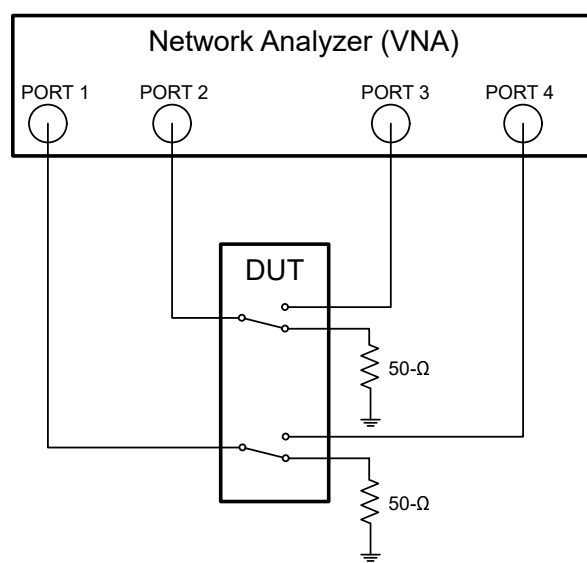 Network Analyzer (VNA)
PORT 1 PORT 2 PORT 3 PORT 4
DUT
50-Ω
50-Ω